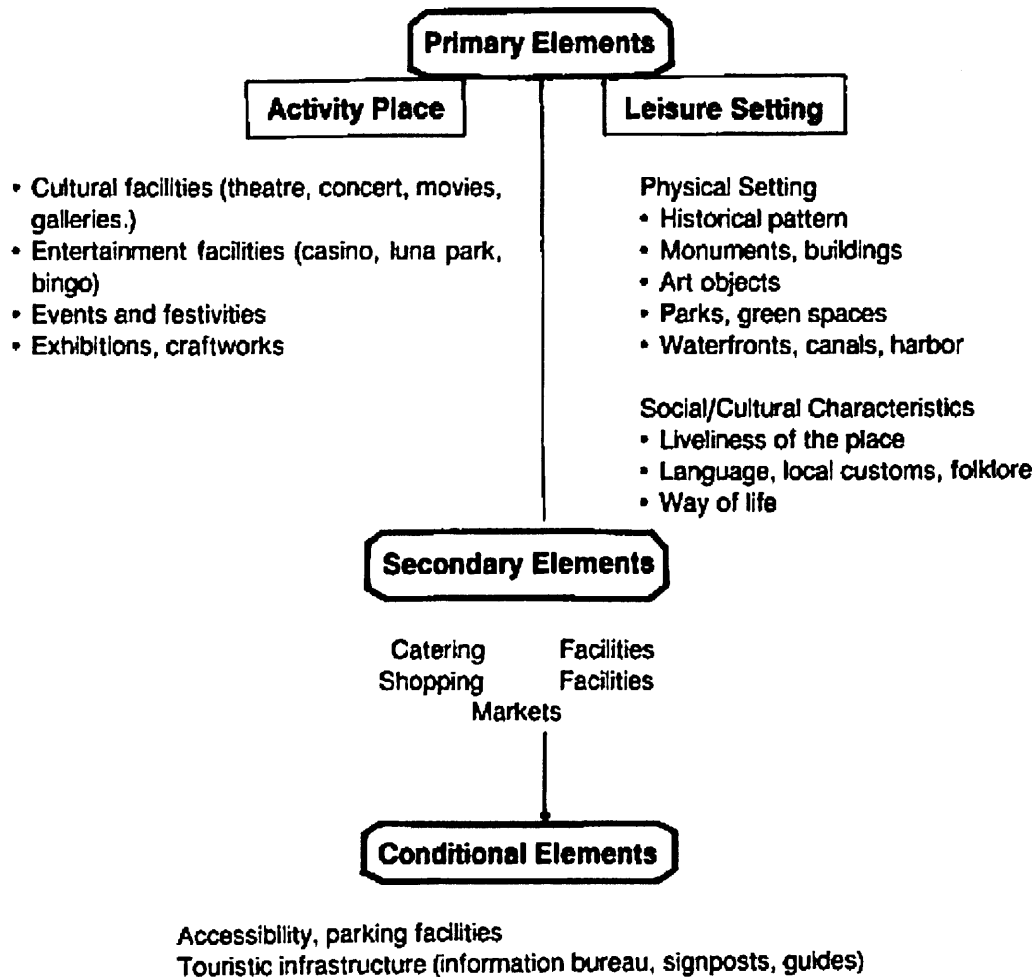 Primary Elements
Activity Place
Leisure Setting
• Cultural facilities (theatre, concert, movies,
galleries.)
• Entertainment facilities (casino, luna park,
bingo)
• Events and festivities
• Exhibitions, craftworks
Physical Setting
• Historical pattern
• Monuments, buildings
• Art objects
• Parks, green spaces
• Waterfronts, canals, harbor
Social/Cultural Characteristics
• Liveliness of the place
• Language, local customs, folklore
• Way of life
Secondary Elements
Catering Facilities
Shopping Facilities
Markets
Conditional Elements
Accessibility, parking facilities
Touristic infrastructure (information bureau, signposts, guides)